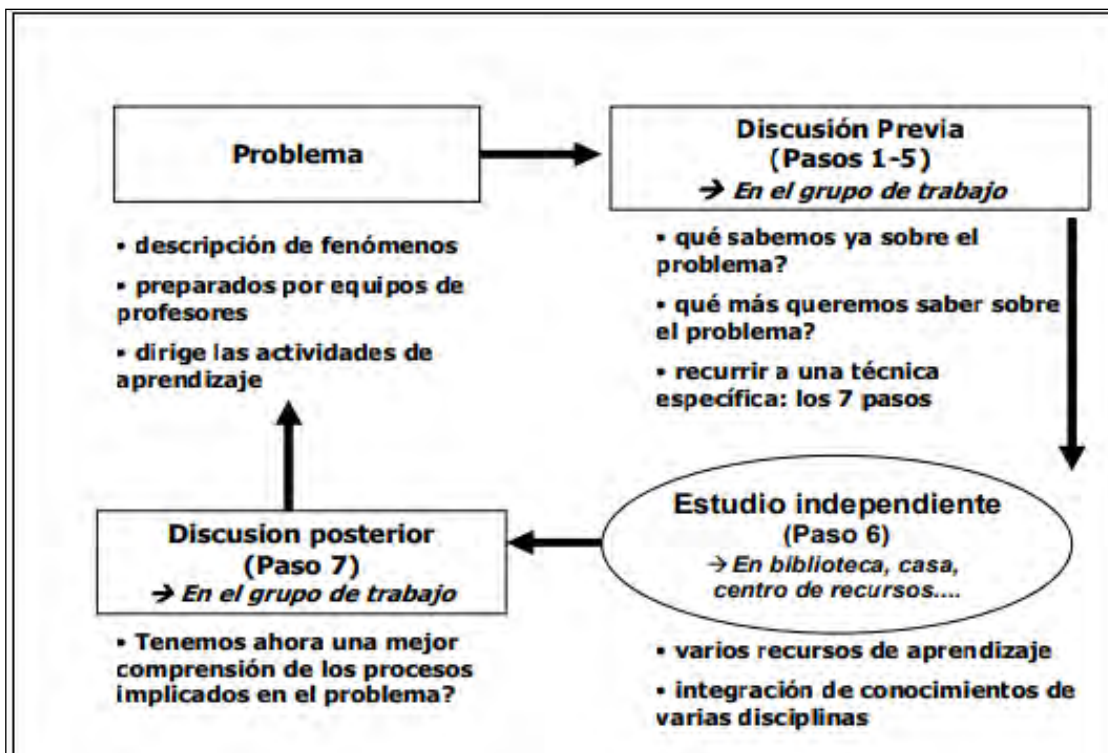 Problema
• descripción de fenómenos
• preparados por equipos de
profesores
• dirige las actividades de
aprendizaje
Discusión Previa
(Pasos 1-5)
→ En el grupo de trabajo
• qué sabemos ya sobre el
problema?
• qué más queremos saber sobre
el problema?
• recurrir a una técnica
específica: los 7 pasos
Estudio independiente
(Paso 6)
→ En biblioteca, casa,
centro de recursos....
• varios recursos de aprendizaje
• integración de conocimientos de
varias disciplinas
Discusion posterior
(Paso 7)
→ En el grupo de trabajo
• Tenemos ahora una mejor
comprensión de los procesos
implicados en el problema?